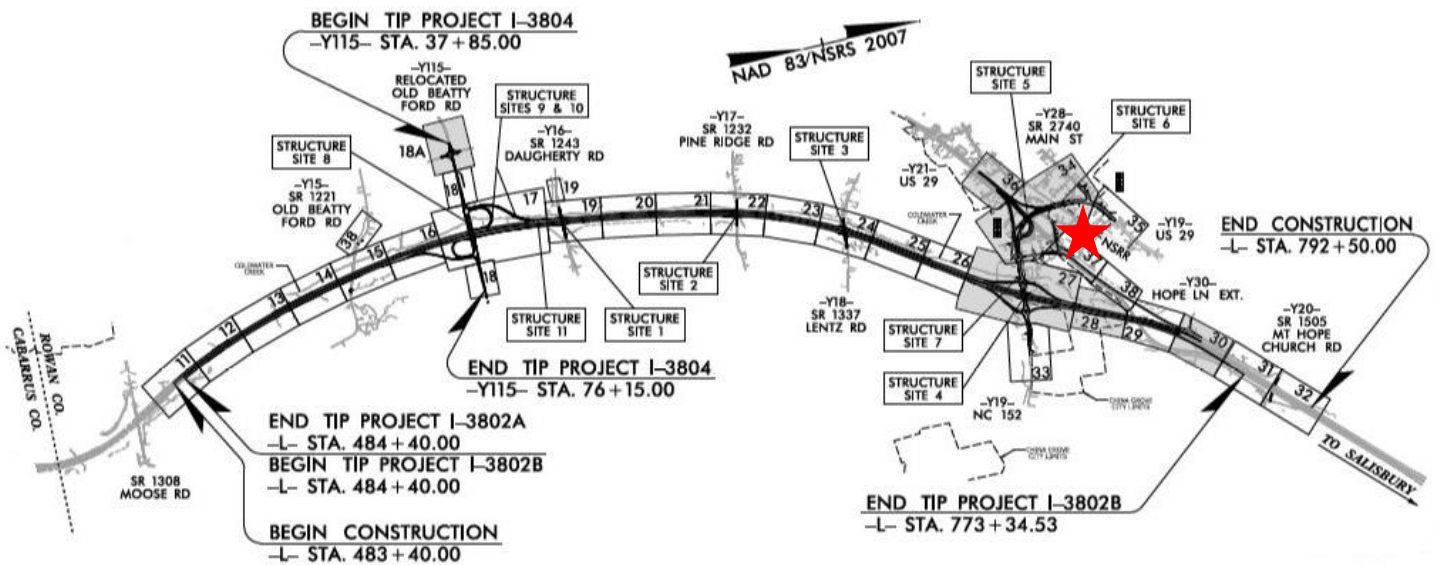 BEGIN TIP PROJECT I–3804
–Y115– STA. 37+85.00
–Y115–
RELOCATED
OLD BEATTY
FORD RD
STRUCTURE
SITES 9 & 10
STRUCTURE
SITE 8
18A
18
–Y15–
SR 1221
OLD BEATTY
FORD RD
38
COLDWATER
CREEK
–Y16–
SR 1243
DAUGHERTY RD
19
NAD 83/NSRS 2007
–Y17–
SR 1232
PINE RIDGE RD
STRUCTURE
SITE 3
STRUCTURE
SITE 5
–Y28–
SR 2740
MAIN ST
STRUCTURE
SITE 6
–Y21–
US 29
36
34
35
–Y19–
US 29
NSRR
37
38
COLDWATER
CREEK
END CONSTRUCTION
–L– STA. 792+50.00
–Y30–
HOPE LN EXT.
–Y20–
SR 1505
MT HOPE
CHURCH RD
11
12
13
14
15
16
17
18
19
20
21
22
23
24
25
26
27
28
29
30
31
32
33
ROWAN CO.
CABARRUS CO.
SR 1308
MOOSE RD
STRUCTURE
SITE 11
STRUCTURE
SITE 1
STRUCTURE
SITE 2
–Y18–
SR 1337
LENTZ RD
STRUCTURE
SITE 7
STRUCTURE
SITE 4
–Y19–
NC 152
CHINA GROVE
CITY LIMITS
CHINA GROVE
CITY LIMITS
TO SALISBURY
END TIP PROJECT I–3804
–Y115– STA. 76+15.00
END TIP PROJECT I–3802A
–L– STA. 484+40.00
BEGIN TIP PROJECT I–3802B
–L– STA. 484+40.00
BEGIN CONSTRUCTION
–L– STA. 483+40.00
END TIP PROJECT I–3802B
–L– STA. 773+34.53